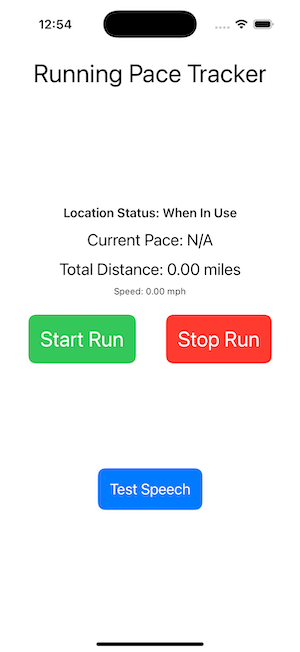 12:54
Running Pace Tracker
Location Status: When In Use
Current Pace: N/A
Total Distance: 0.00 miles
Speed: 0.00 mph
Start Run Stop Run
Test Speech